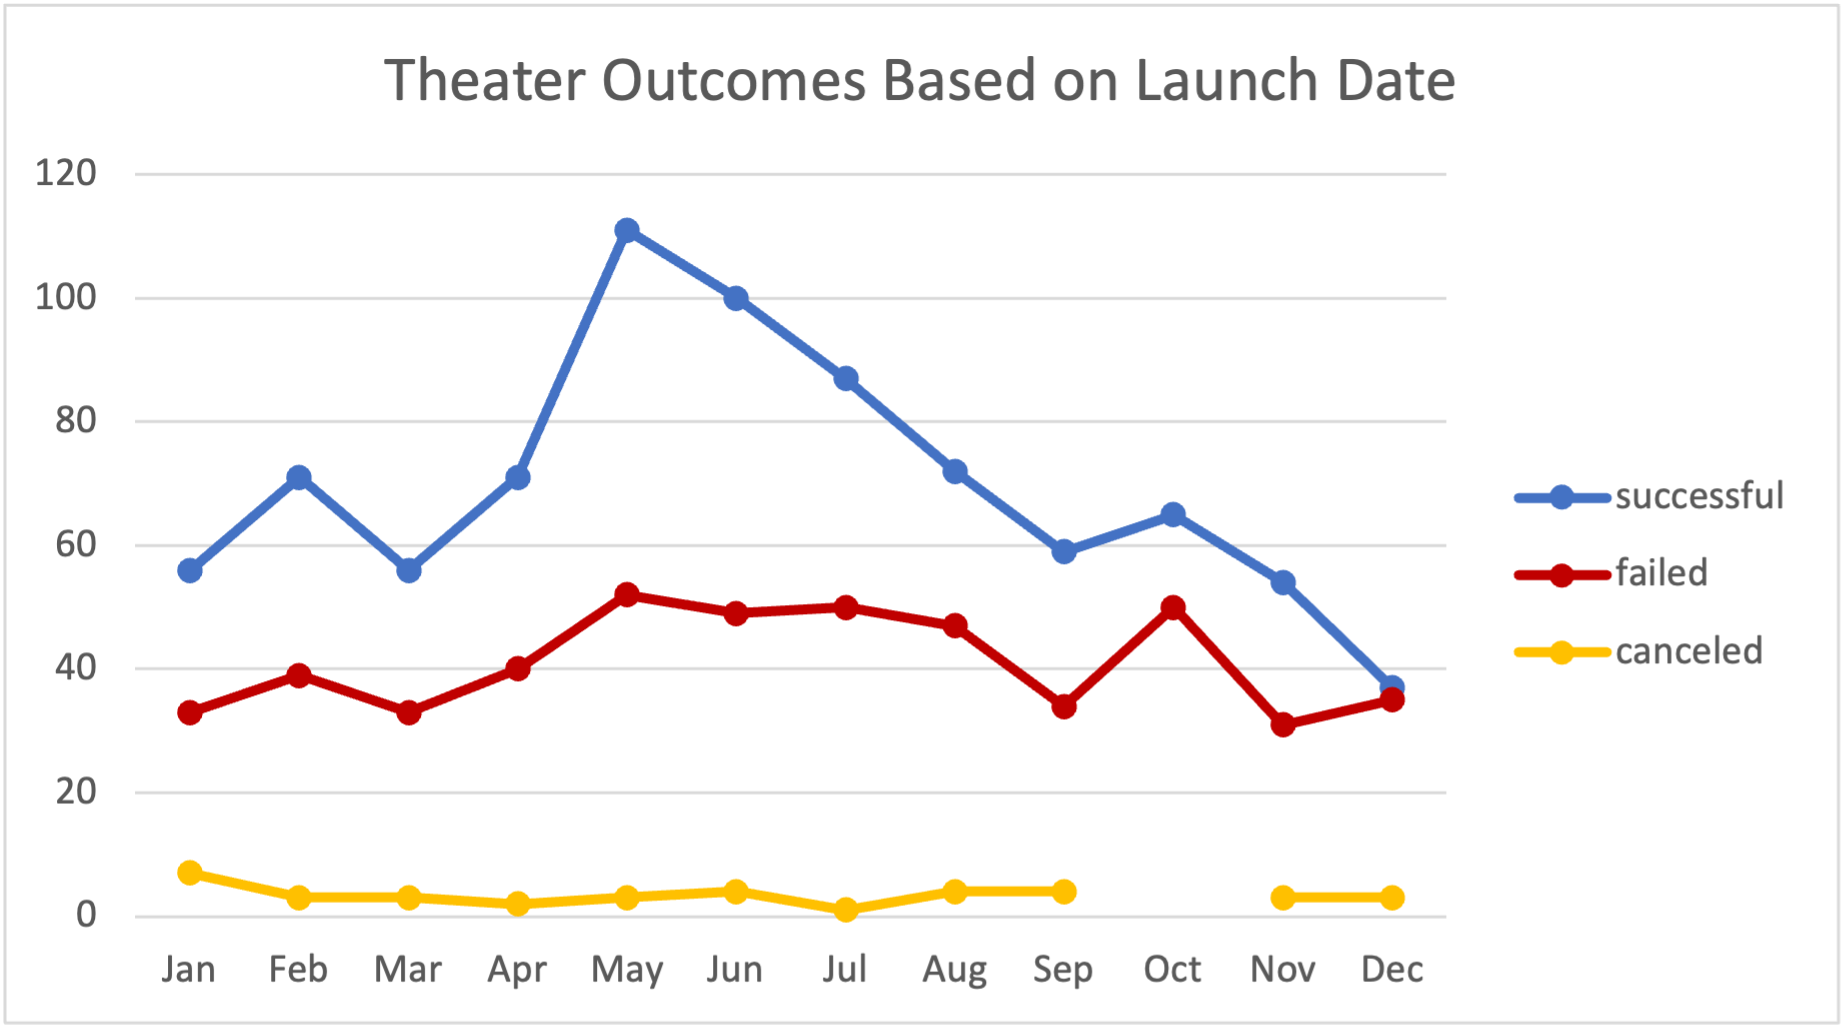 Theater Outcomes Based on Launch Date
120
100
80
60
40
20
0
Jan Feb Mar Apr May Jun Jul Aug Sep Oct Nov Dec
successful
failed
canceled